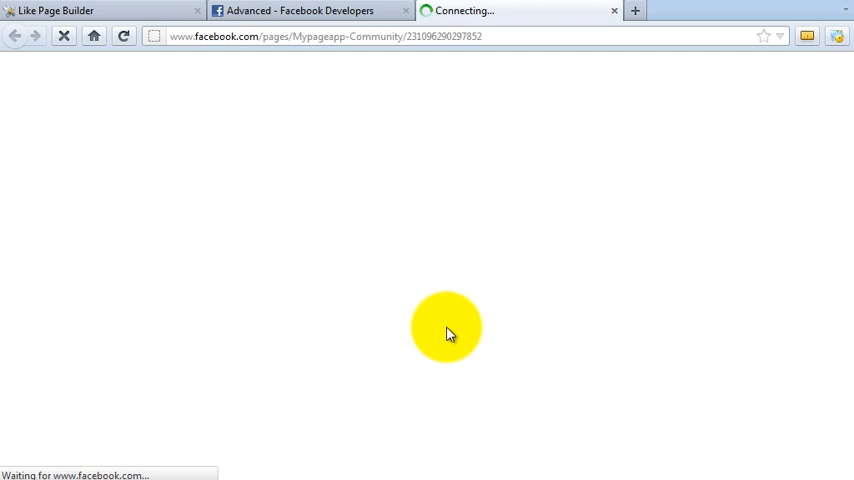 Like Page Builder
Advanced - Facebook Developers
Connecting...
www.facebook.com/pages/Mypageapp-Community/231096290297852
Waiting for www.facebook.com...